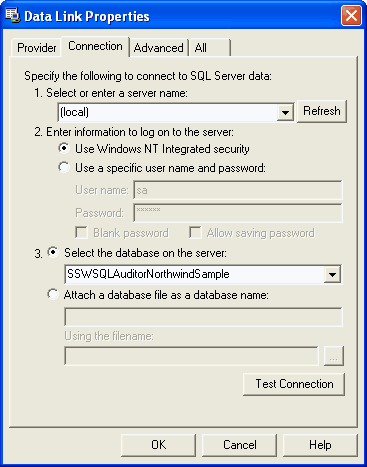 Data Link Properties
Provider Connection Advanced All
Specify the following to connect to SQL Server data:
1. Select or enter a server name:
(local) Refresh
2. Enter information to log on to the server:
Use Windows NT Integrated security
Use a specific user name and password:
User name: sa
Password: ******
Blank password Allow saving password
3. Select the database on the server:
SSWSQLAuditorNorthwindSample
Attach a database file as a database name:
Using the filename:
...
Test Connection
OK Cancel Help